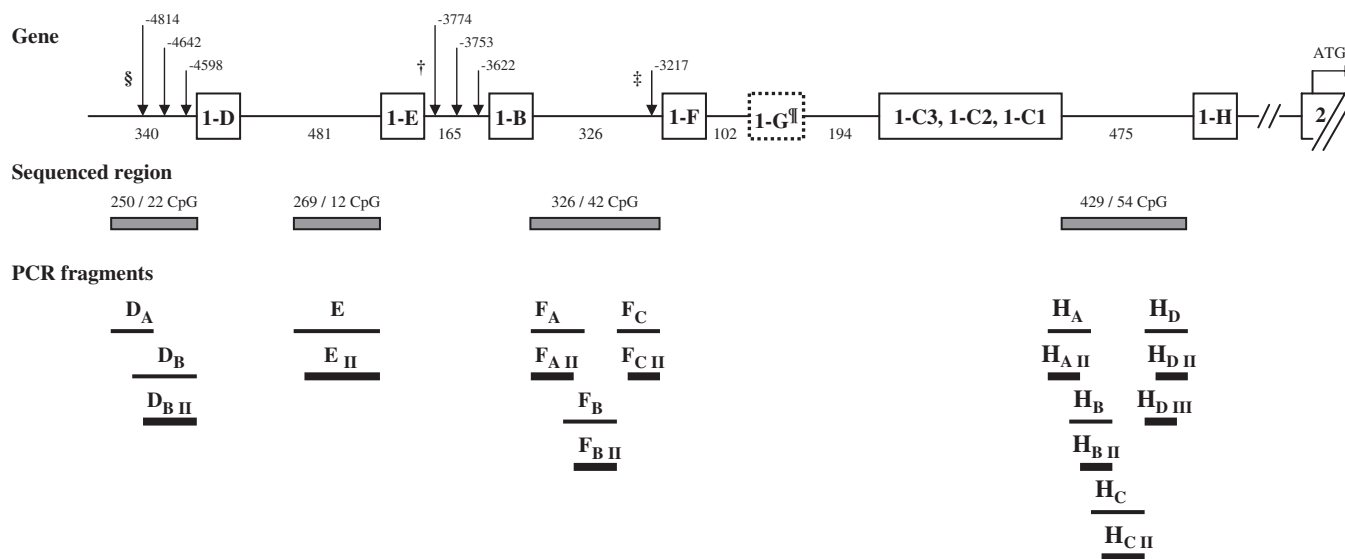 Gene
-4814
-4642
-4598
§
-3774
-3753
-3622
†
‡
-3217
ATG
1-D
1-E
1-B
1-F
1-G¶
1-C3, 1-C2, 1-C1
1-H
2
340
481
165
326
102
194
475
Sequenced region
250 / 22 CpG
269 / 12 CpG
326 / 42 CpG
429 / 54 CpG
PCR fragments
DA
E
FA
FC
HA
HD
DB
E II
FA II
FC II
HA II
HD II
DB II
FB
HB
HD III
FB II
HB II
HC
HC II